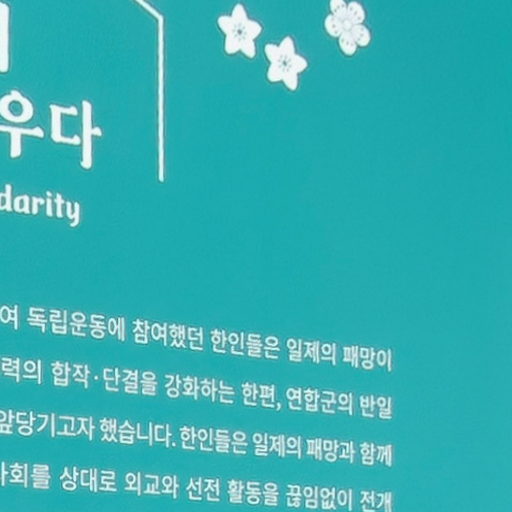 우다
darity
여 독립운동에 참여했던 한인들은 일제의 패망이
력의 합작·단결을 강화하는 한편, 연합군의 반일
앞당기고자 했습니다. 한인들은 일제의 패망과 함께
사회를 상대로 외교와 선전 활동을 끊임없이 전개